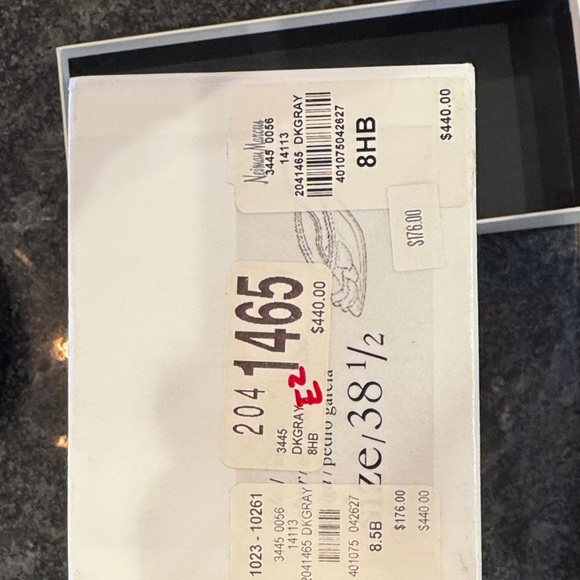 Neiman Marcus
3445 0056
14113
2041465 DKGRAY
401075042627
8HB
$440.00
$176.00
204 1465
3445
DKGRAY
8HB
$440.00
E2
/ pedro garcia
ze/38 1/2
1023 - 10261
3445 0056
14113
2041465 DKGRAY
401075 042627
8.5B
$176.00
$440.00